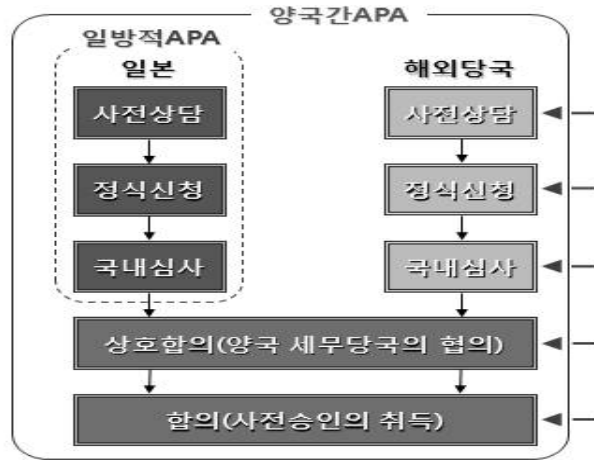 양국간APA
일방적APA
일본
해외당국
사전상담
사전상담
정식신청
정식신청
국내심사
국내심사
상호합의(양국 세무당국의 협의)
합의(사전승인의 취득)